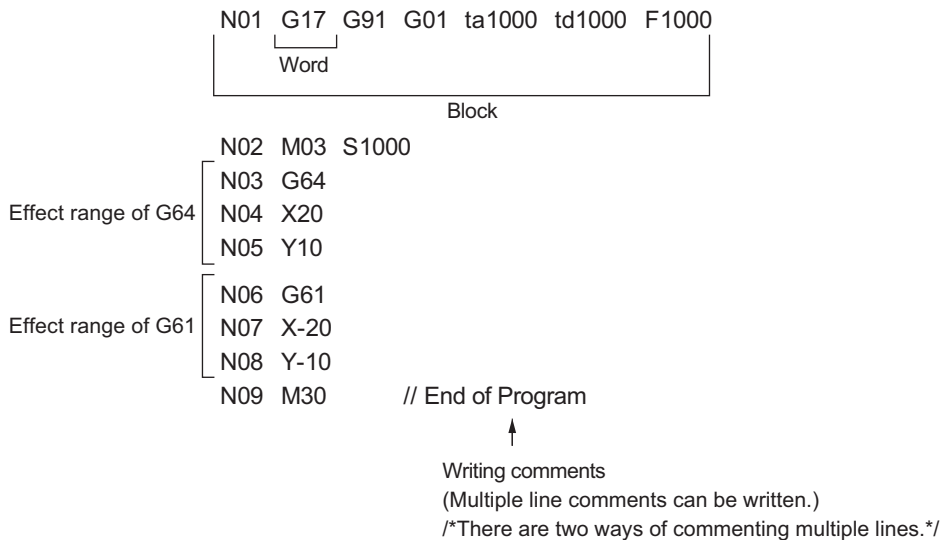 N01 G17 G91 G01 ta1000 td1000 F1000
Word
Block
N02 M03 S1000
N03 G64
Effect range of G64
N04 X20
N05 Y10
N06 G61
Effect range of G61
N07 X-20
N08 Y-10
N09 M30 // End of Program
Writing comments
(Multiple line comments can be written.)
/*There are two ways of commenting multiple lines.*/